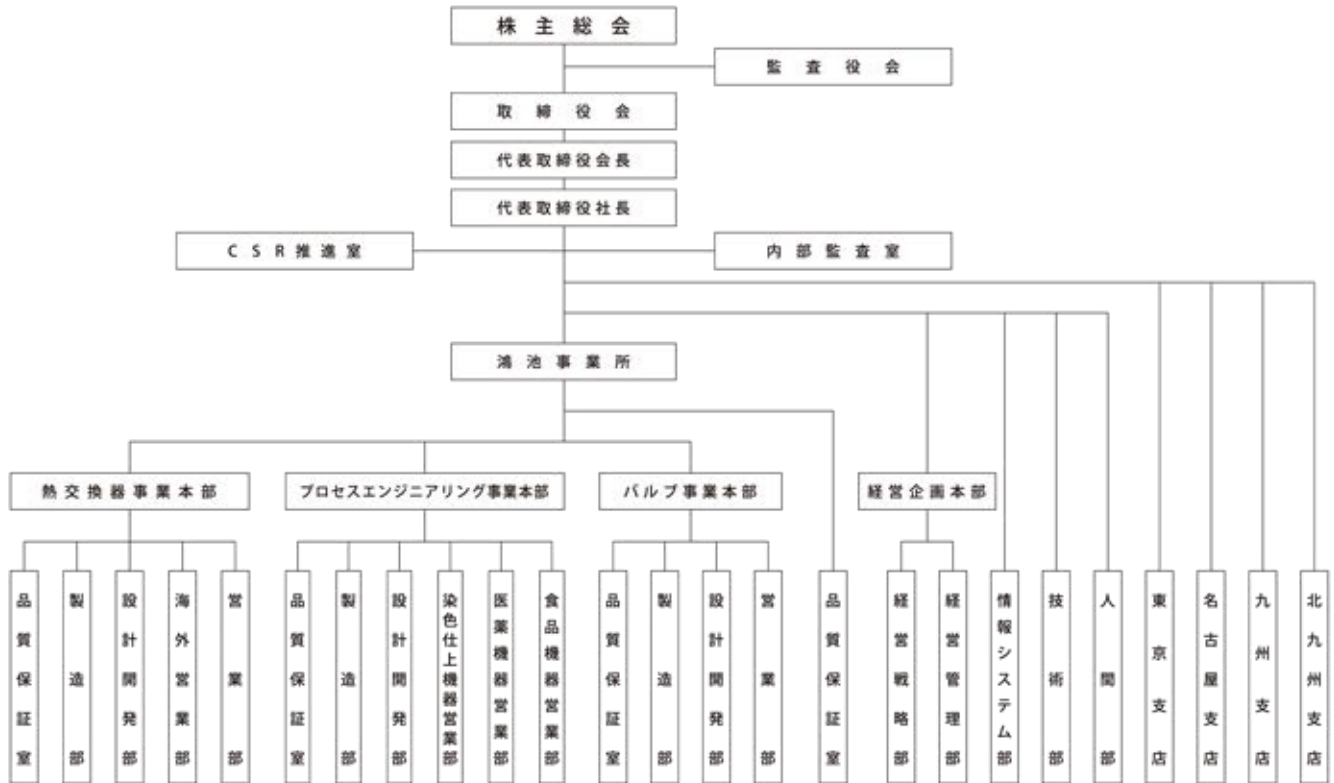 株主総会
監査役会
取締役会
代表取締役会長
代表取締役社長
CSR推進室
内部監査室
鴻池事業所
熱交換器事業本部
プロセスエンジニアリング事業本部
バルブ事業本部
経営企画本部
品質保証室
製造部
設計開発部
海外営業部
営業部
品質保証室
製造部
設計開発部
染色仕上機器営業部
医薬機器営業部
食品機器営業部
品質保証室
製造部
設計開発部
営業部
品質保証室
経営戦略部
経営管理部
情報システム部
技術部
人間部
東京支店
名古屋支店
九州支店
北九州支店